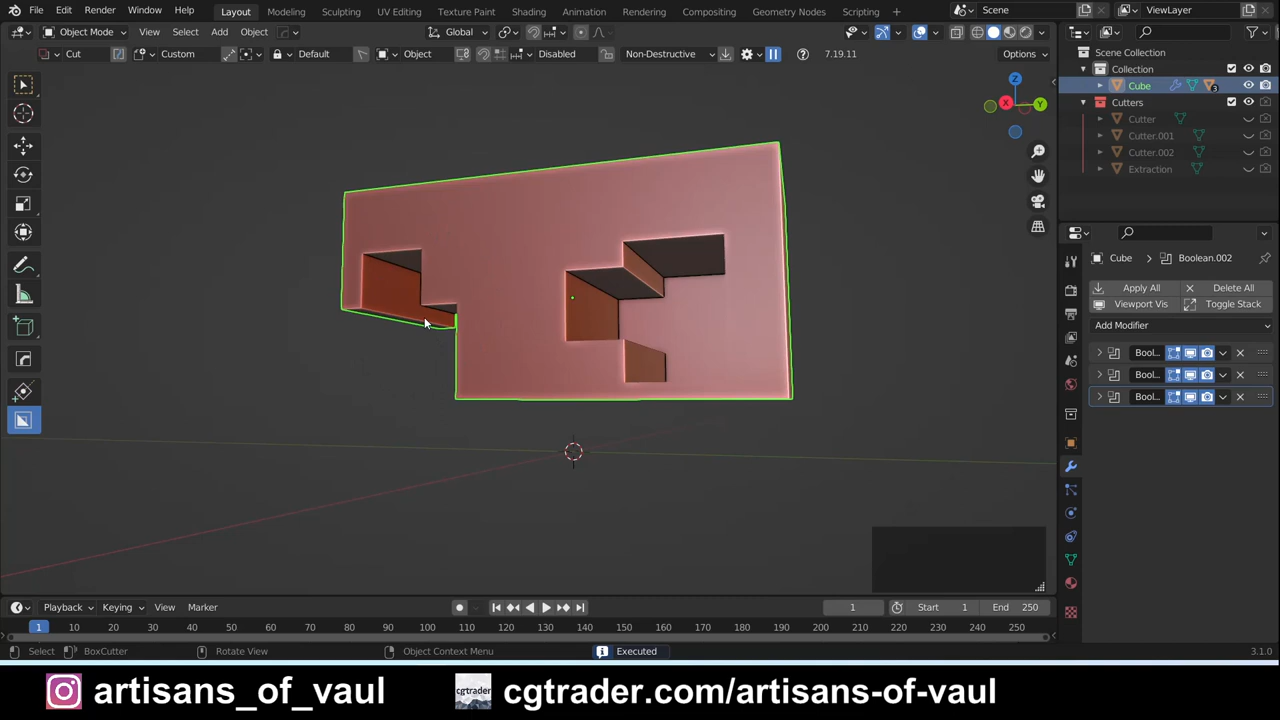 File Edit Render Window Help Layout Modeling Sculpting UV Editing Texture Paint Shading Animation Rendering Compositing Geometry Nodes Scripting + Scene ViewLayer
Object Mode View Select Add Object Global
Cut Custom Default Object Disabled Non-Destructive 7.19.11 Options
Scene Collection
Collection
Cube 3
Cutters
Cutter
Cutter.001
Cutter.002
Extraction
Z
X Y
Cube > Boolean.002
Apply All Delete All
Viewport Vis Toggle Stack
Add Modifier
Bool...
Bool...
Bool...
Playback Keying View Marker 1 Start 1 End 250
1 10 20 30 40 50 60 70 80 90 100 110 120 130 140 150 160 170 180 190 200 210 220 230 240 250
Select BoxCutter Rotate View Object Context Menu Executed 3.1.0
artisans_of_vaul cgtrader cgtrader.com/artisans-of-vaul